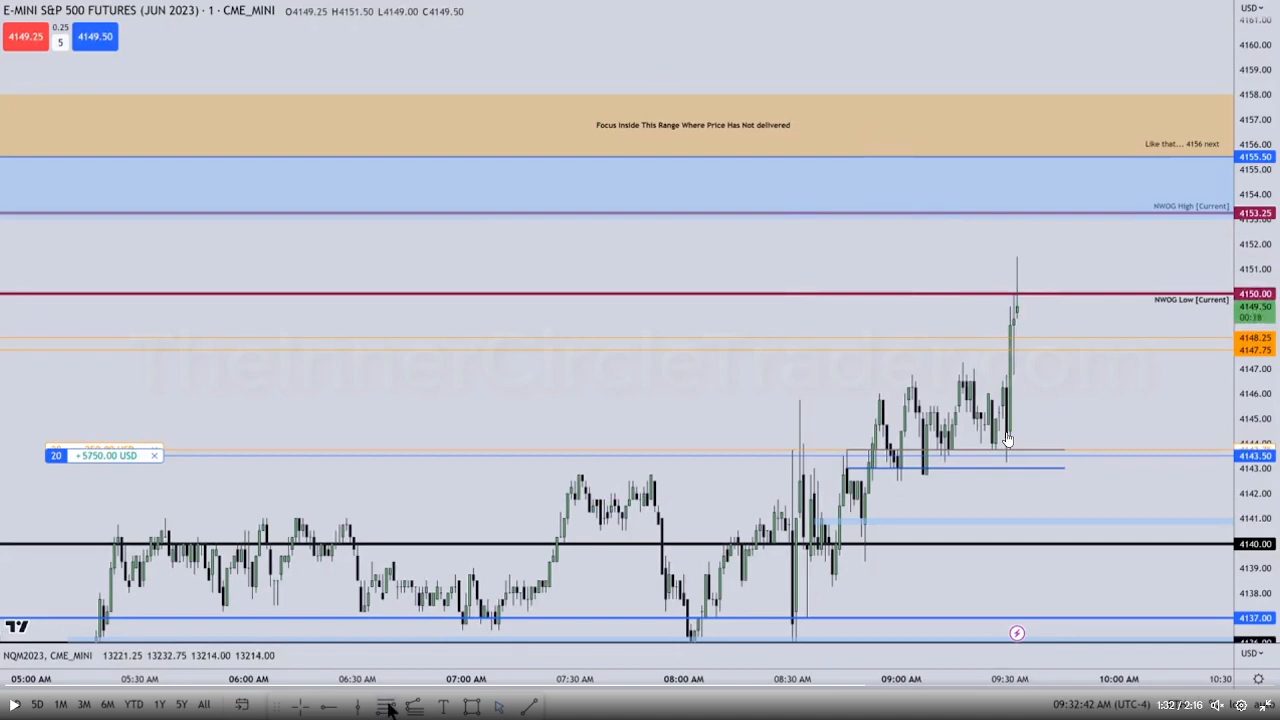 E-MINI S&P 500 FUTURES (JUN 2023) · 1 · CME_MINI O4149.25 H4151.50 L4149.00 C4149.50
USD
4161.00
4149.25
0.25
5
4149.50
4160.00
4159.00
4158.00
Focus Inside This Range Where Price Has Not delivered
4157.00
Like that... 4156 next
4156.00
4155.50
4155.00
4154.00
NWOG High [Current]
4153.25
4152.00
4151.00
4150.00
NWOG Low [Current]
4149.50
00:38
4148.25
4147.75
TheInnerCircleTrader.com
4147.00
4146.00
4145.00
20 +5750.00 USD
4143.50
4143.00
4142.00
4141.00
4140.00
4139.00
4138.00
4137.00
NQM2023, CME_MINI 13221.25 13232.75 13214.00 13214.00
USD
05:00 AM 05:30 AM 06:00 AM 06:30 AM 07:00 AM 07:30 AM 08:00 AM 08:30 AM 09:00 AM 09:30 AM 10:00 AM 10:30
5D 1M 3M 6M YTD 1Y 5Y All
09:32:42 AM (UTC-4)
1:32 / 2:16